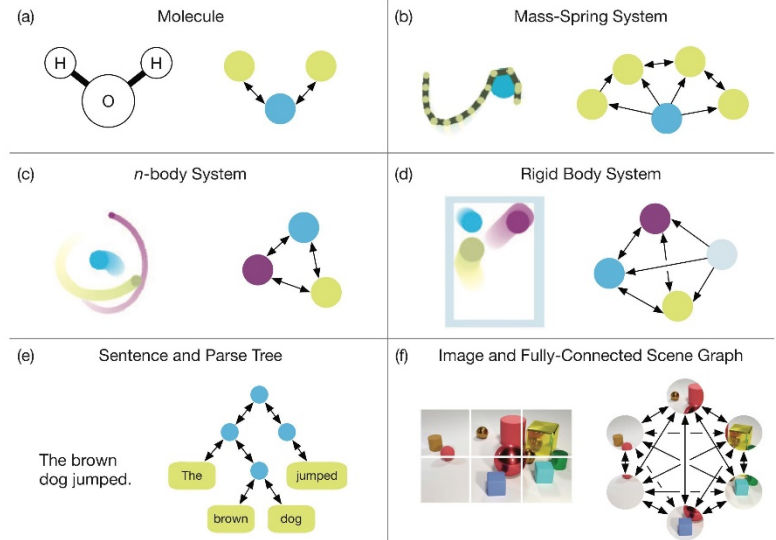 (a) Molecule
H H
O
(b) Mass-Spring System
(c) n-body System
(d) Rigid Body System
(e) Sentence and Parse Tree
The brown
dog jumped.
The jumped
brown dog
(f) Image and Fully-Connected Scene Graph